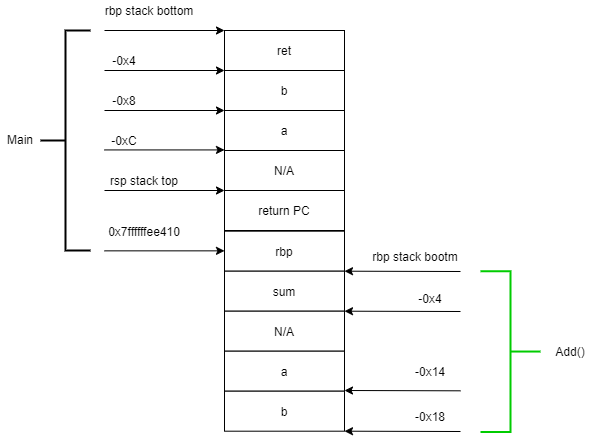 rbp stack bottom
ret
-0x4
b
-0x8
a
Main
-0xC
N/A
rsp stack top
return PC
0x7ffffffee410
rbp
rbp stack bootm
sum
-0x4
N/A
Add()
a
-0x14
b
-0x18